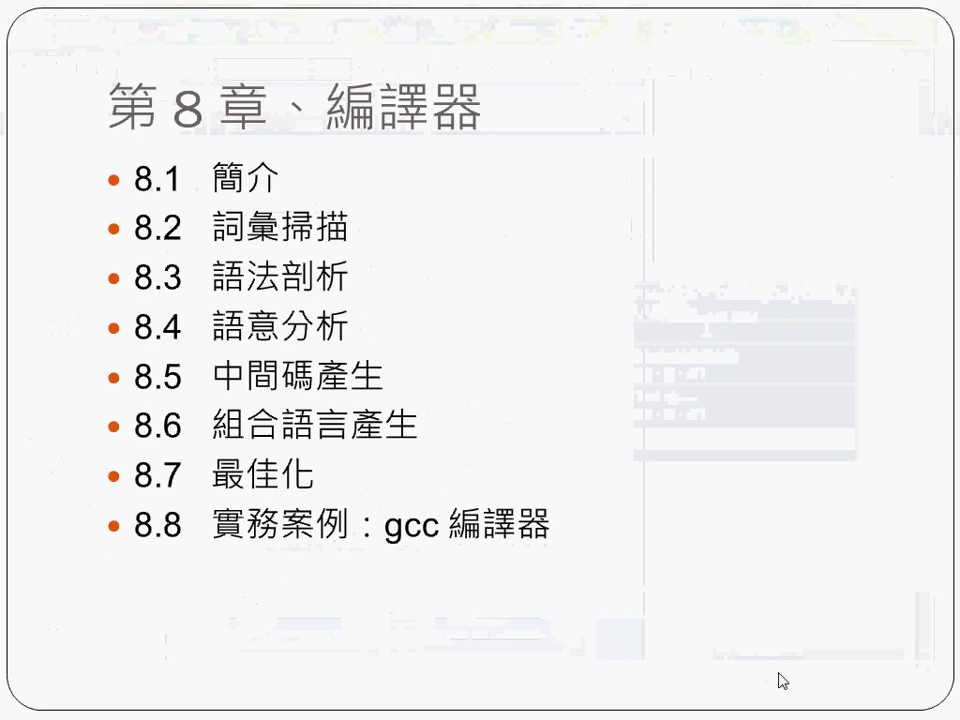 第 8 章、編譯器
8.1 簡介
8.2 詞彙掃描
8.3 語法剖析
8.4 語意分析
8.5 中間碼產生
8.6 組合語言產生
8.7 最佳化
8.8 實務案例：gcc 編譯器